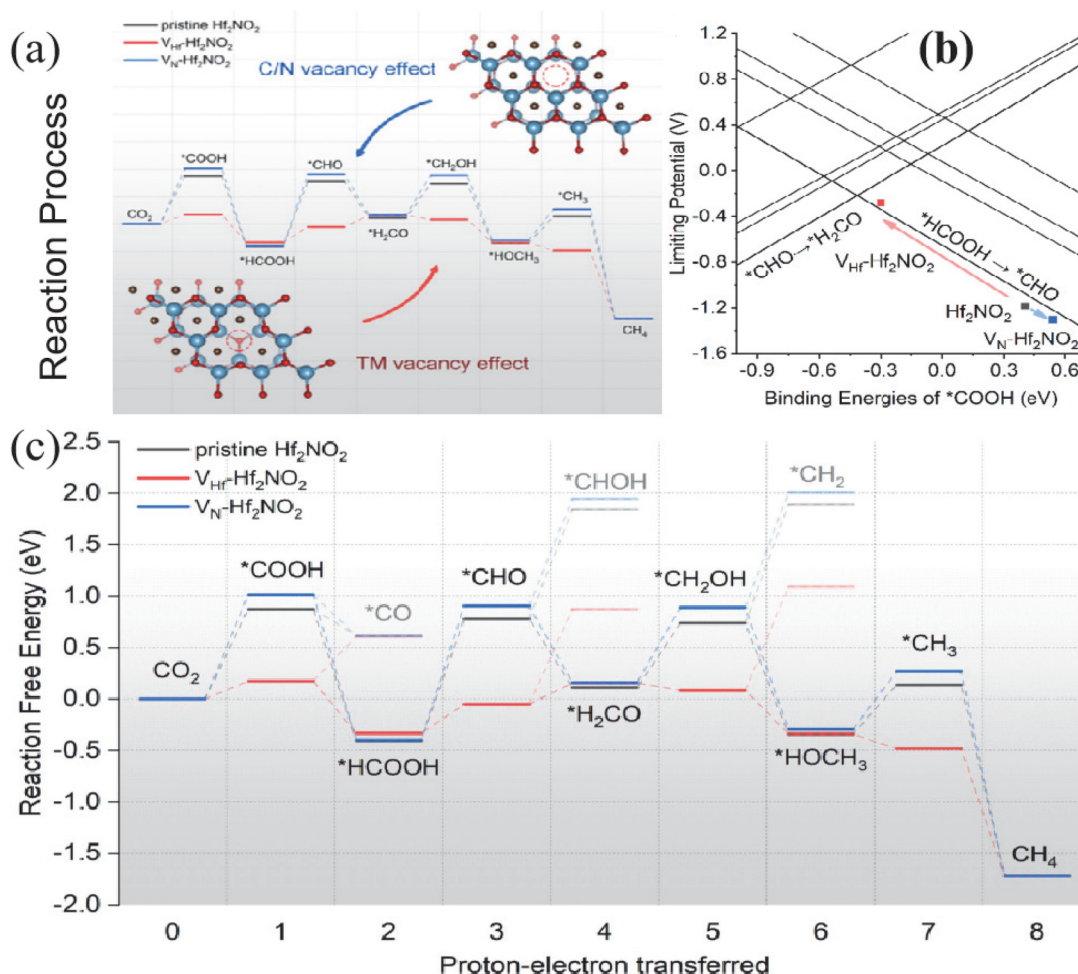 (a)
Reaction Process
pristine Hf₂NO₂
V_Hf-Hf₂NO₂
V_N-Hf₂NO₂
C/N vacancy effect
*COOH
*CHO
*CH₂OH
*CH₃
CO₂
*HCOOH
*H₂CO
*HOCH₃
CH₄
TM vacancy effect
(b)
Limiting Potential (V)
1.2
0.8
0.4
0.0
-0.4
-0.8
-1.2
-1.6
*CHO→*H₂CO
V_Hf-Hf₂NO₂
*HCOOH → *CHO
Hf₂NO₂
V_N-Hf₂NO₂
-0.9 -0.6 -0.3 0.0 0.3 0.6
Binding Energies of *COOH (eV)
(c)
Reaction Free Energy (eV)
2.5
2.0
1.5
1.0
0.5
0.0
-0.5
-1.0
-1.5
-2.0
pristine Hf₂NO₂
V_Hf-Hf₂NO₂
V_N-Hf₂NO₂
*CHOH
*CH₂
*COOH
*CHO
*CH₂OH
*CO
CO₂
*CH₃
*H₂CO
*HCOOH
*HOCH₃
CH₄
0 1 2 3 4 5 6 7 8
Proton-electron transferred